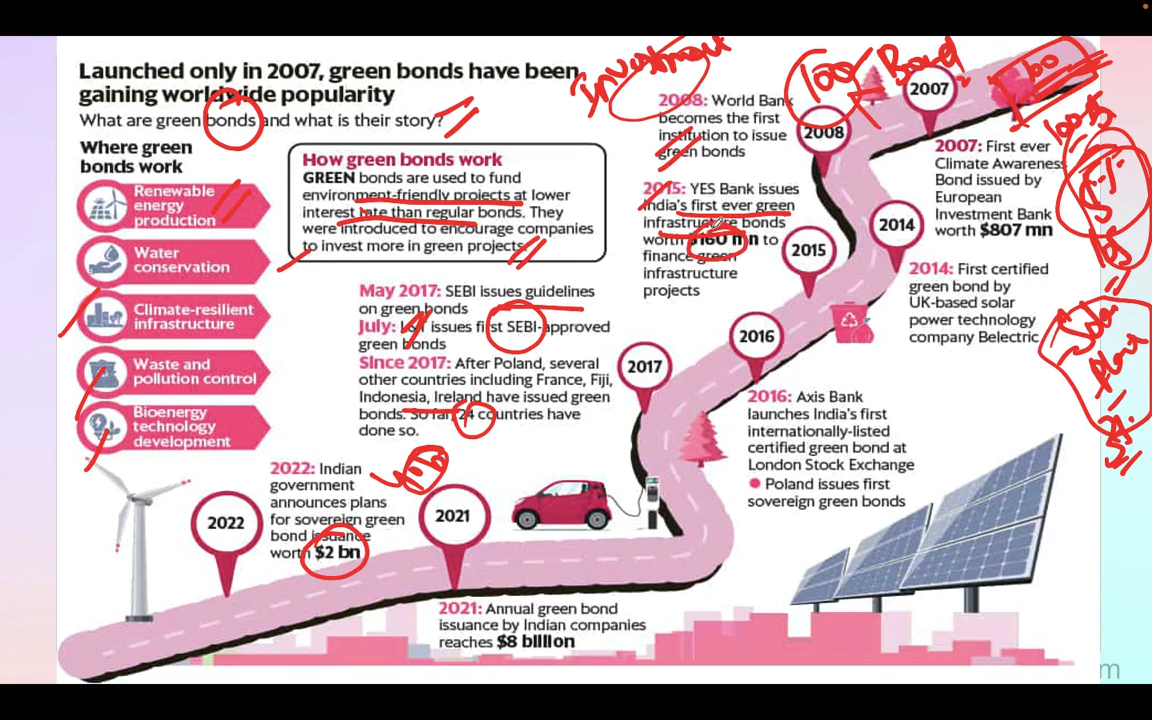 Launched only in 2007, green bonds have been
gaining worldwide popularity
What are green bonds and what is their story?
Where green
bonds work
Renewable
energy
production
Water
conservation
Climate-resilient
infrastructure
Waste and
pollution control
Bioenergy
technology
development
How green bonds work
GREEN bonds are used to fund
environment-friendly projects at lower
interest rate than regular bonds. They
were introduced to encourage companies
to invest more in green projects.
Investment
100 = Bond
100
2007
2007: First ever
Climate Awareness
Bond issued by
European
Investment Bank
worth $807 mn
2008
2008: World Bank
becomes the first
institution to issue
green bonds
2014
2014: First certified
green bond by
UK-based solar
power technology
company Belectric
2015
2015: YES Bank issues
India's first ever green
infrastructure bonds
worth $160 mn to
finance green
infrastructure
projects
2016
2016: Axis Bank
launches India's first
internationally-listed
certified green bond at
London Stock Exchange
Poland issues first
sovereign green bonds
2017
May 2017: SEBI issues guidelines
on green bonds
July: L&T issues first SEBI-approved
green bonds
Since 2017: After Poland, several
other countries including France, Fiji,
Indonesia, Ireland have issued green
bonds. So far, 24 countries have
done so.
2021
2021: Annual green bond
issuance by Indian companies
reaches $8 billion
2022
2022: Indian
government
announces plans
for sovereign green
bond issuance
worth $2 bn
m